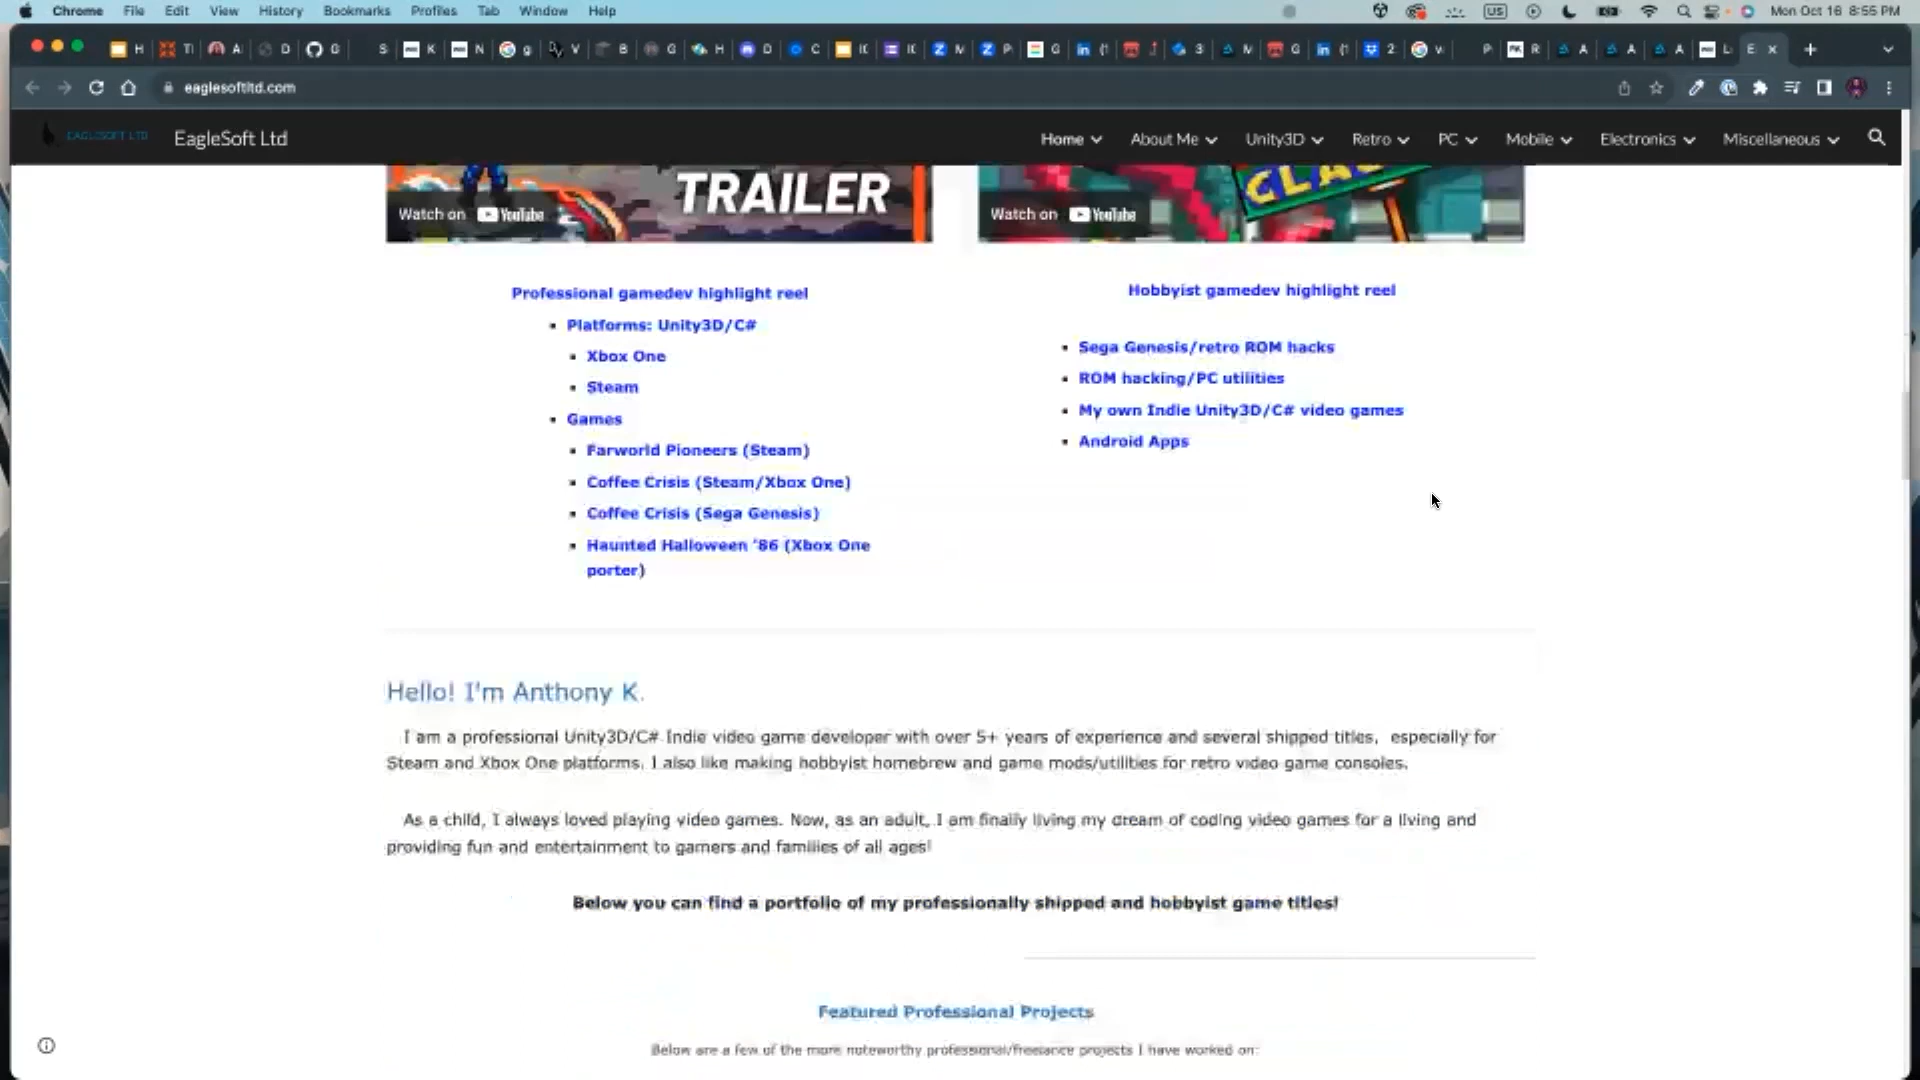 Chrome File Edit View History Bookmarks Profiles Tab Window Help US Mon Oct 16 8:55 PM
eaglesoftltd.com
EAGLESOFT LTD EagleSoft Ltd Home About Me Unity3D Retro PC Mobile Electronics Miscellaneous
TRAILER
Watch on YouTube
Watch on YouTube
Professional gamedev highlight reel
Platforms: Unity3D/C#
Xbox One
Steam
Games
Farworld Pioneers (Steam)
Coffee Crisis (Steam/Xbox One)
Coffee Crisis (Sega Genesis)
Haunted Halloween '86 (Xbox One
porter)
Hobbyist gamedev highlight reel
Sega Genesis/retro ROM hacks
ROM hacking/PC utilities
My own Indie Unity3D/C# video games
Android Apps
Hello! I'm Anthony K.
I am a professional Unity3D/C# Indie video game developer with over 5+ years of experience and several shipped titles, especially for
Steam and Xbox One platforms. I also like making hobbyist homebrew and game mods/utilities for retro video game consoles.
As a child, I always loved playing video games. Now, as an adult, I am finally living my dream of coding video games for a living and
providing fun and entertainment to gamers and families of all ages!
Below you can find a portfolio of my professionally shipped and hobbyist game titles!
Featured Professional Projects
Below are a few of the more noteworthy professional/freelance projects I have worked on: